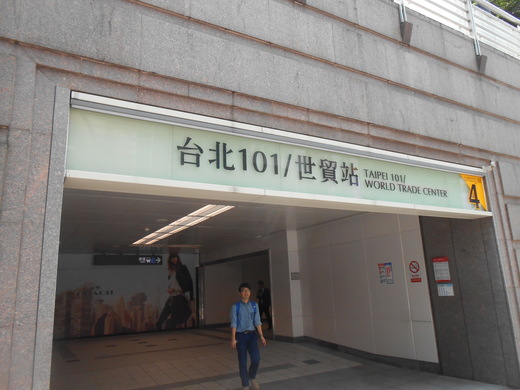 台北101/世貿站
TAIPEI 101/
WORLD TRADE CENTER
4